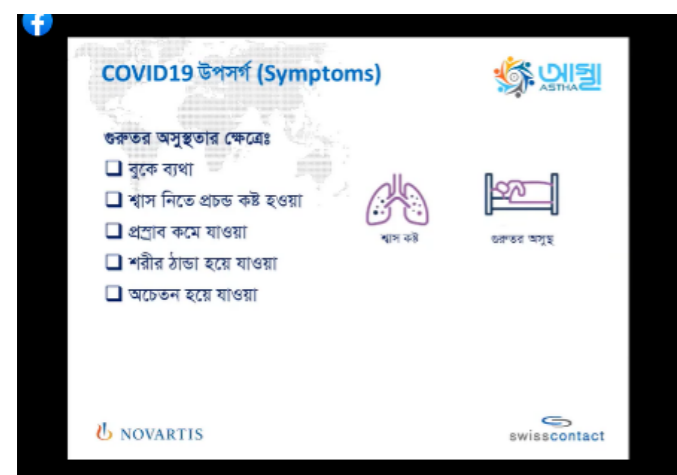 COVID19 উপসর্গ (Symptoms)
আস্থা
ASTHA
গুরুতর অসুস্থতার ক্ষেত্রেঃ
বুকে ব্যথা
শ্বাস নিতে প্রচন্ড কষ্ট হওয়া
প্রস্রাব কমে যাওয়া
শরীর ঠান্ডা হয়ে যাওয়া
অচেতন হয়ে যাওয়া
শ্বাস কষ্ট
গুরুতর অসুস্থ
NOVARTIS
swisscontact